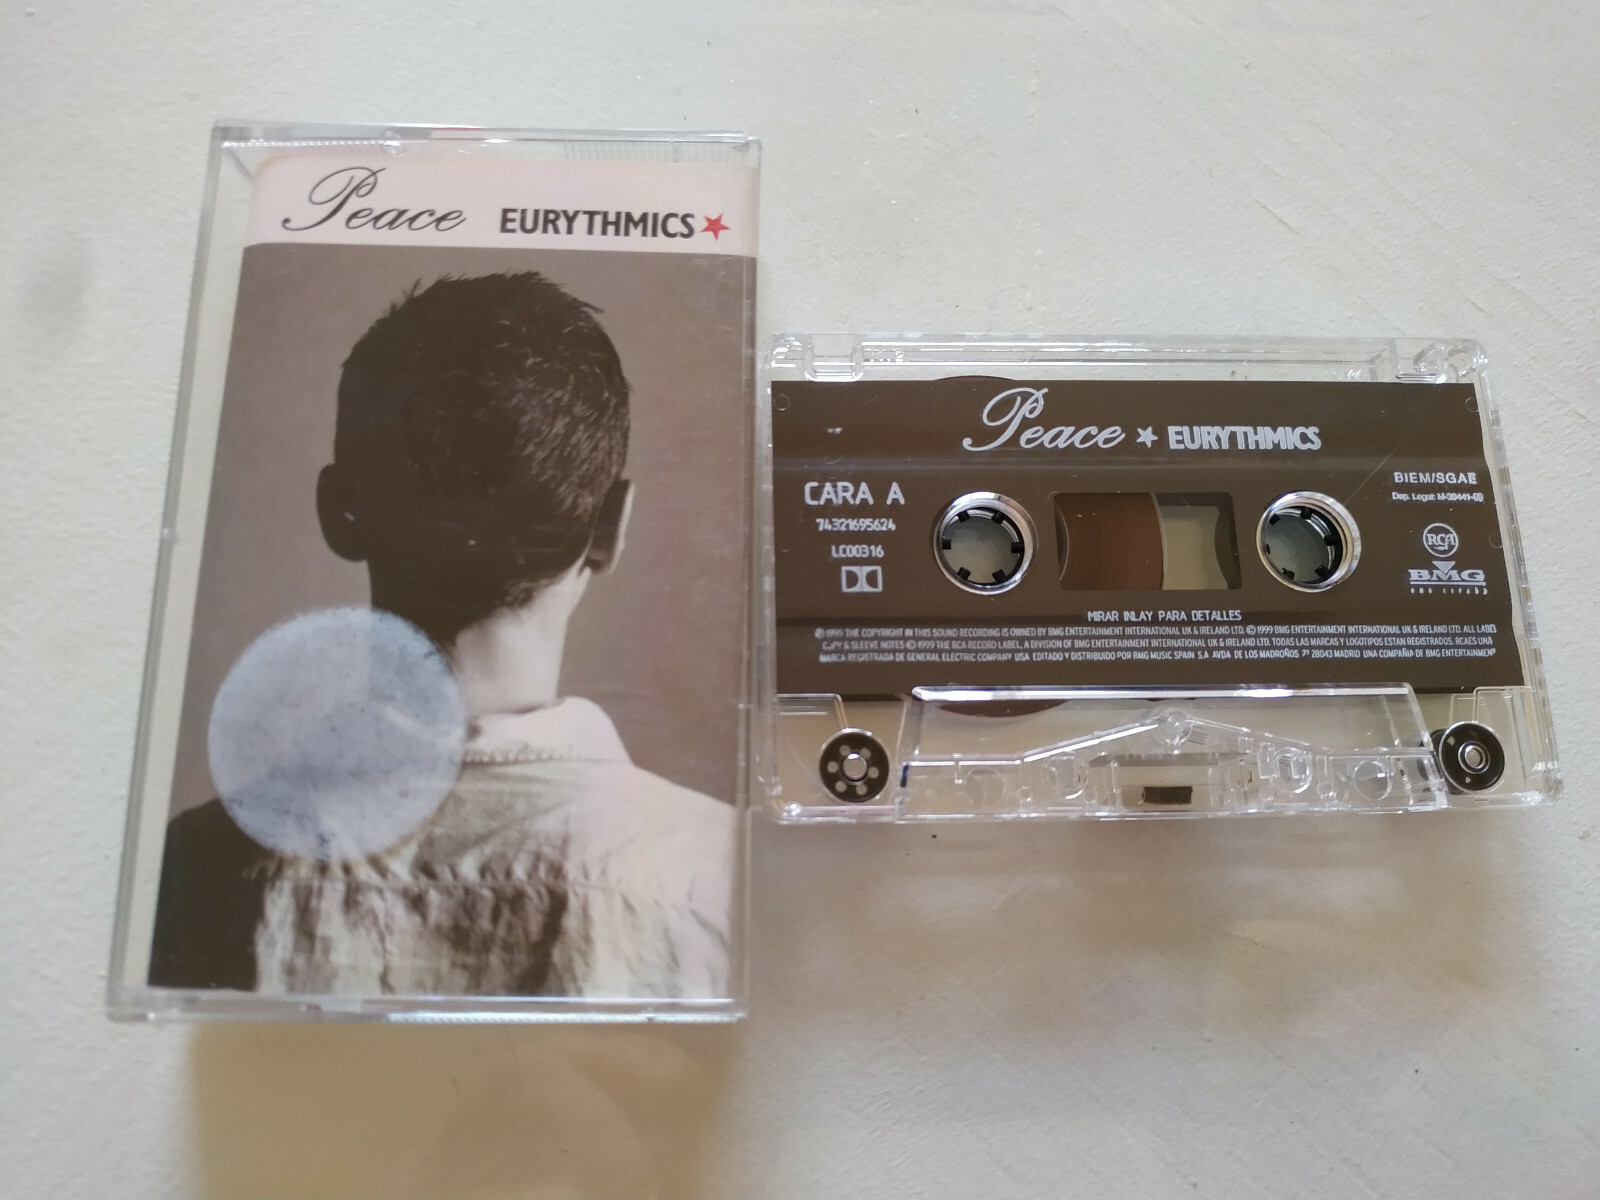 Peace EURYTHMICS
Peace ★ EURYTHMICS
CARA A
74321695624
LC00316
BIEM/SGAE
Dep. Legal: M-39441-99
RCA
BMG
BMG ESPAÑA
MIRAR INLAY PARA DETALLES
℗ 1999 THE COPYRIGHT IN THIS SOUND RECORDING IS OWNED BY BMG ENTERTAINMENT INTERNATIONAL UK & IRELAND LTD. © 1999 BMG ENTERTAINMENT INTERNATIONAL UK & IRELAND LTD. ALL LABEL
COPY & SLEEVE NOTES © 1999 THE RCA RECORD LABEL, A DIVISION OF BMG ENTERTAINMENT INTERNATIONAL UK & IRELAND LTD. TODAS LAS MARCAS Y LOGOTIPOS ESTAN REGISTRADOS. RCA ES UNA
MARCA REGISTRADA DE GENERAL ELECTRIC COMPANY USA EDITADO Y DISTRIBUIDO POR BMG MUSIC SPAIN S.A AVDA DE LOS MADROÑOS 28043 MADRID UNA COMPAÑIA DE BMG ENTERTAINMENT